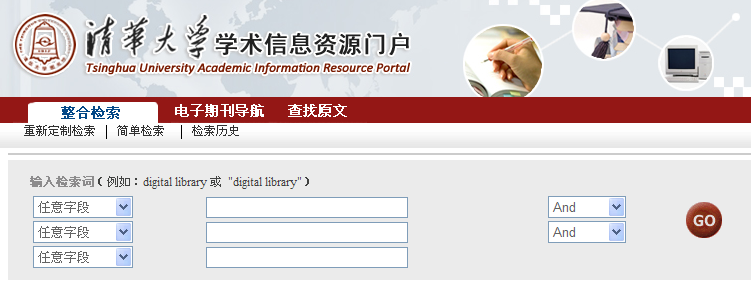 清华大学学术信息资源门户
Tsinghua University Academic Information Resource Portal
整合检索 电子期刊导航 查找原文
重新定制检索 | 简单检索 | 检索历史
输入检索词（例如：digital library 或 "digital library"）
任意字段 And
任意字段 And
任意字段
GO